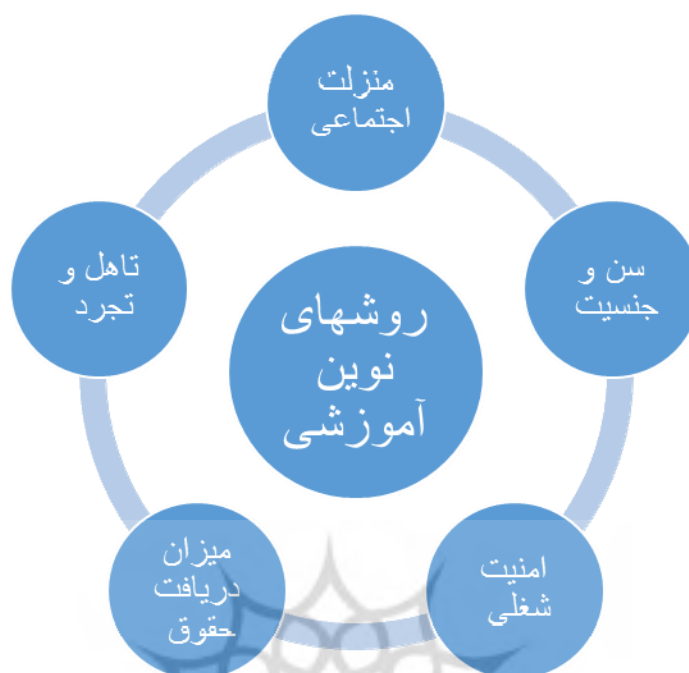 منزلت
اجتماعی
سن و
جنسیت
تاهل و
تجرد
روشهای
نوین
آموزشی
امنیت
شغلی
میزان
دریافت
حقوق